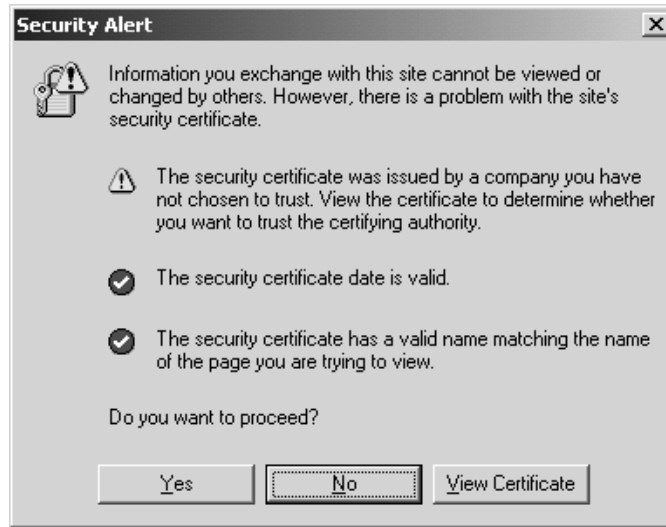 Security Alert
Information you exchange with this site cannot be viewed or
changed by others. However, there is a problem with the site's
security certificate.
The security certificate was issued by a company you have
not chosen to trust. View the certificate to determine whether
you want to trust the certifying authority.
The security certificate date is valid.
The security certificate has a valid name matching the name
of the page you are trying to view.
Do you want to proceed?
Yes No View Certificate